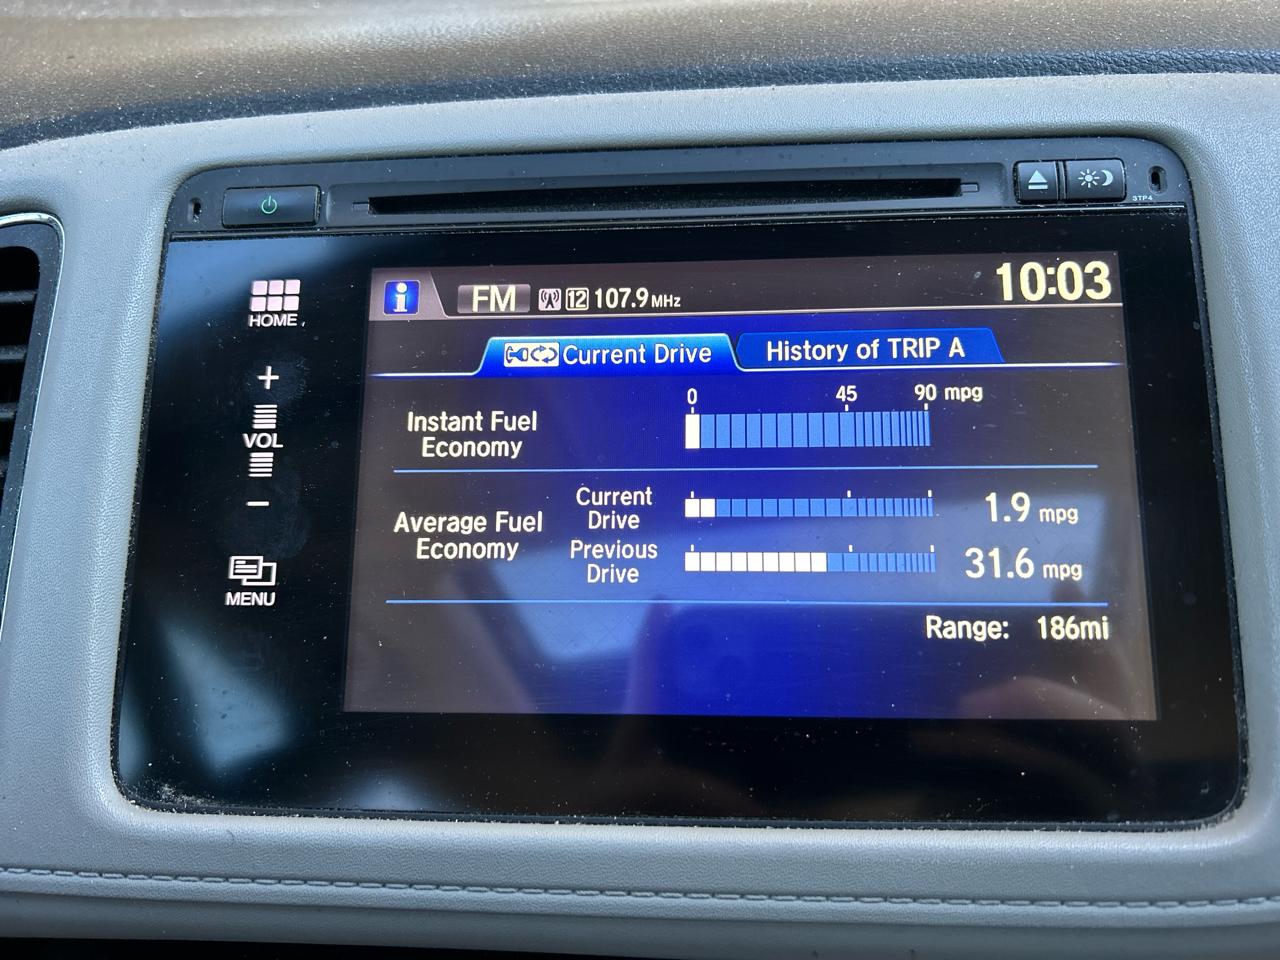 3TP4
i FM 12 107.9 MHz 10:03
HOME
Current Drive History of TRIP A
+
0 45 90 mpg
Instant Fuel
Economy
VOL
−
Current
Drive
1.9 mpg
Average Fuel
Economy
Previous
Drive
31.6 mpg
MENU
Range: 186mi